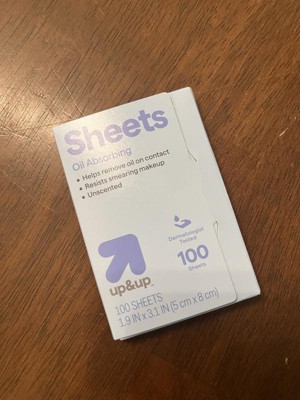 Sheets
Oil Absorbing
• Helps remove oil on contact
• Resists smearing makeup
• Unscented
Dermatologist
Tested
100
Sheets
up&up™
100 SHEETS
1.9 IN x 3.1 IN (5 cm x 8 cm)